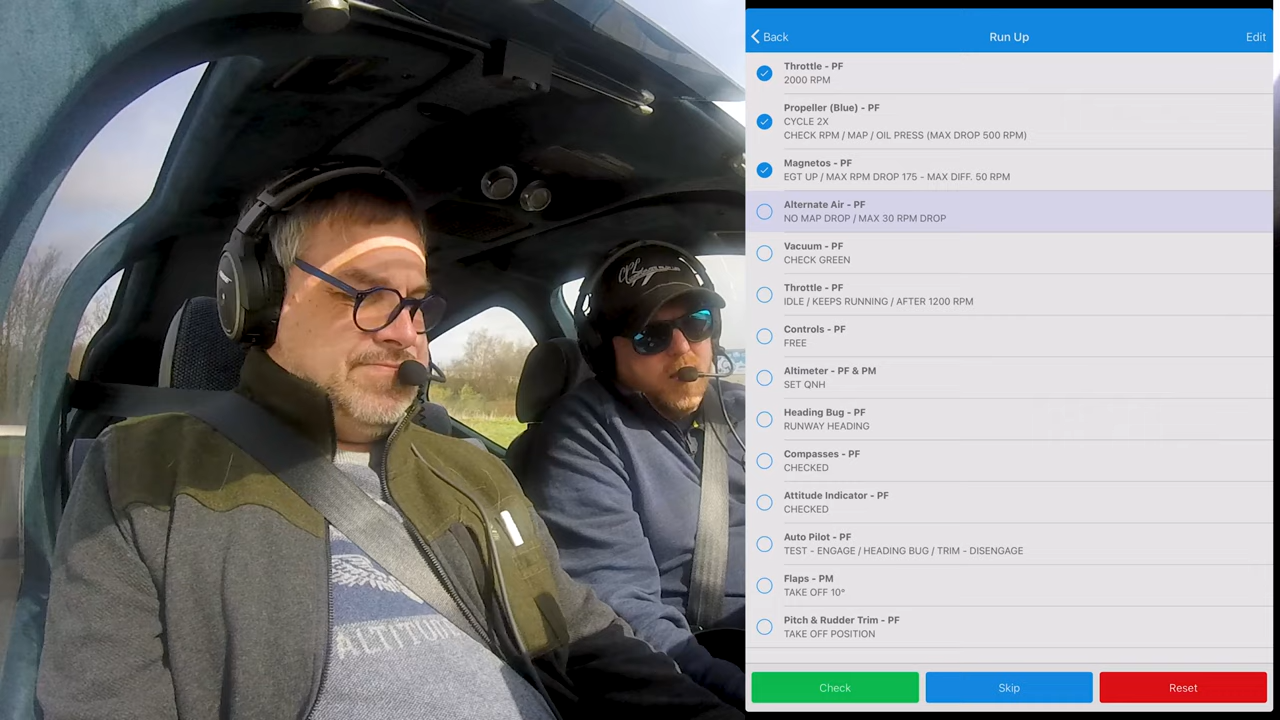 Back
Run Up
Edit
Throttle - PF
2000 RPM
Propeller (Blue) - PF
CYCLE 2X
CHECK RPM / MAP / OIL PRESS (MAX DROP 500 RPM)
Magnetos - PF
EGT UP / MAX RPM DROP 175 - MAX DIFF. 50 RPM
Alternate Air - PF
NO MAP DROP / MAX 30 RPM DROP
Vacuum - PF
CHECK GREEN
Throttle - PF
IDLE / KEEPS RUNNING / AFTER 1200 RPM
Controls - PF
FREE
Altimeter - PF & PM
SET QNH
Heading Bug - PF
RUNWAY HEADING
Compasses - PF
CHECKED
Attitude Indicator - PF
CHECKED
Auto Pilot - PF
TEST - ENGAGE / HEADING BUG / TRIM - DISENGAGE
Flaps - PM
TAKE OFF 10°
Pitch & Rudder Trim - PF
TAKE OFF POSITION
Check
Skip
Reset